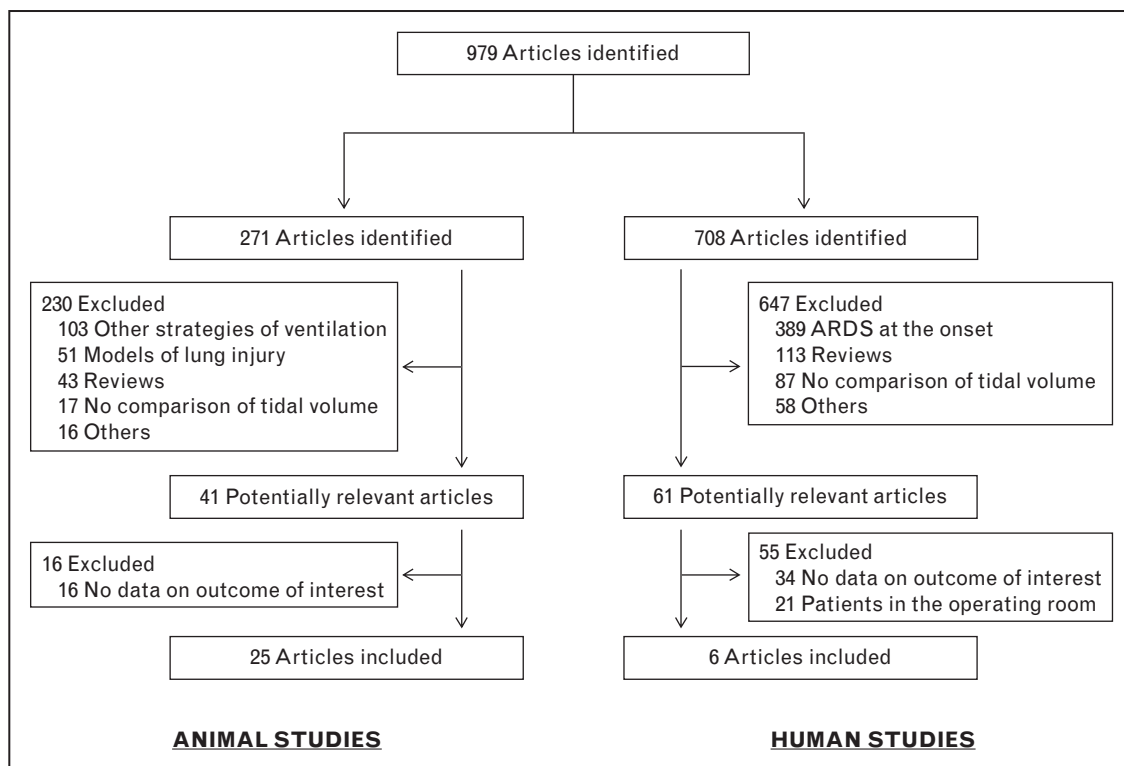 979 Articles identified
271 Articles identified
708 Articles identified
230 Excluded
103 Other strategies of ventilation
51 Models of lung injury
43 Reviews
17 No comparison of tidal volume
16 Others
647 Excluded
389 ARDS at the onset
113 Reviews
87 No comparison of tidal volume
58 Others
41 Potentially relevant articles
61 Potentially relevant articles
16 Excluded
16 No data on outcome of interest
55 Excluded
34 No data on outcome of interest
21 Patients in the operating room
25 Articles included
6 Articles included
ANIMAL STUDIES
HUMAN STUDIES